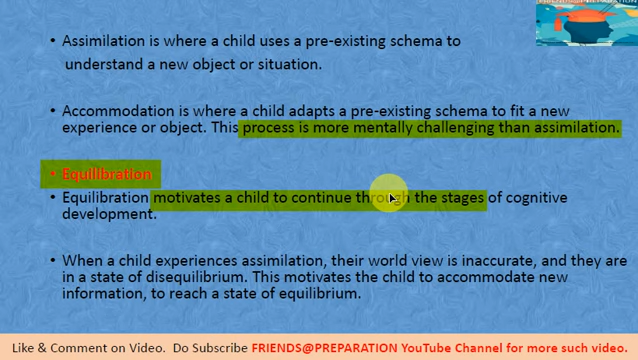 FRIENDS@PREPARATION
• Assimilation is where a child uses a pre-existing schema to
understand a new object or situation.
• Accommodation is where a child adapts a pre-existing schema to fit a new
experience or object. This process is more mentally challenging than assimilation.
• Equilibration
• Equilibration motivates a child to continue through the stages of cognitive
development.
• When a child experiences assimilation, their world view is inaccurate, and they are
in a state of disequilibrium. This motivates the child to accommodate new
information, to reach a state of equilibrium.
Like & Comment on Video. Do Subscribe FRIENDS@PREPARATION YouTube Channel for more such video.